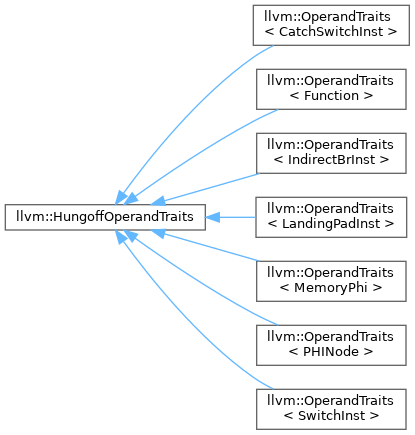 llvm::OperandTraits
< CatchSwitchInst >
llvm::OperandTraits
< Function >
llvm::OperandTraits
< IndirectBrInst >
llvm::HungoffOperandTraits
llvm::OperandTraits
< LandingPadInst >
llvm::OperandTraits
< MemoryPhi >
llvm::OperandTraits
< PHINode >
llvm::OperandTraits
< SwitchInst >